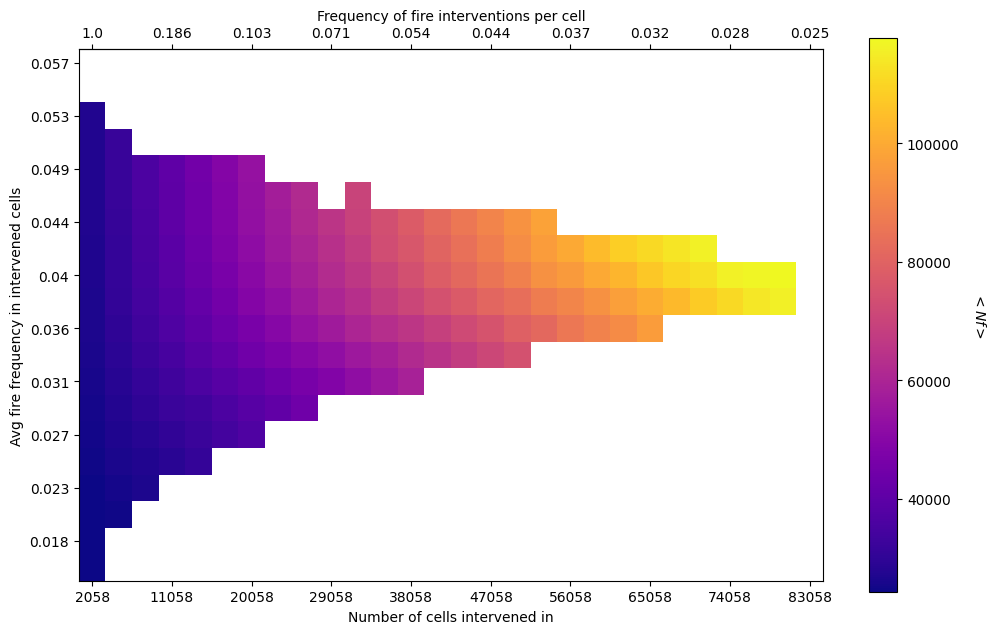 Frequency of fire interventions per cell
1.0 0.186 0.103 0.071 0.054 0.044 0.037 0.032 0.028 0.025
Avg fire frequency in intervened cells
0.057
0.053
0.049
0.044
0.04
0.036
0.031
0.027
0.023
0.018
2058 11058 20058 29058 38058 47058 56058 65058 74058 83058
Number of cells intervened in
100000
80000
60000
40000
< Nf >